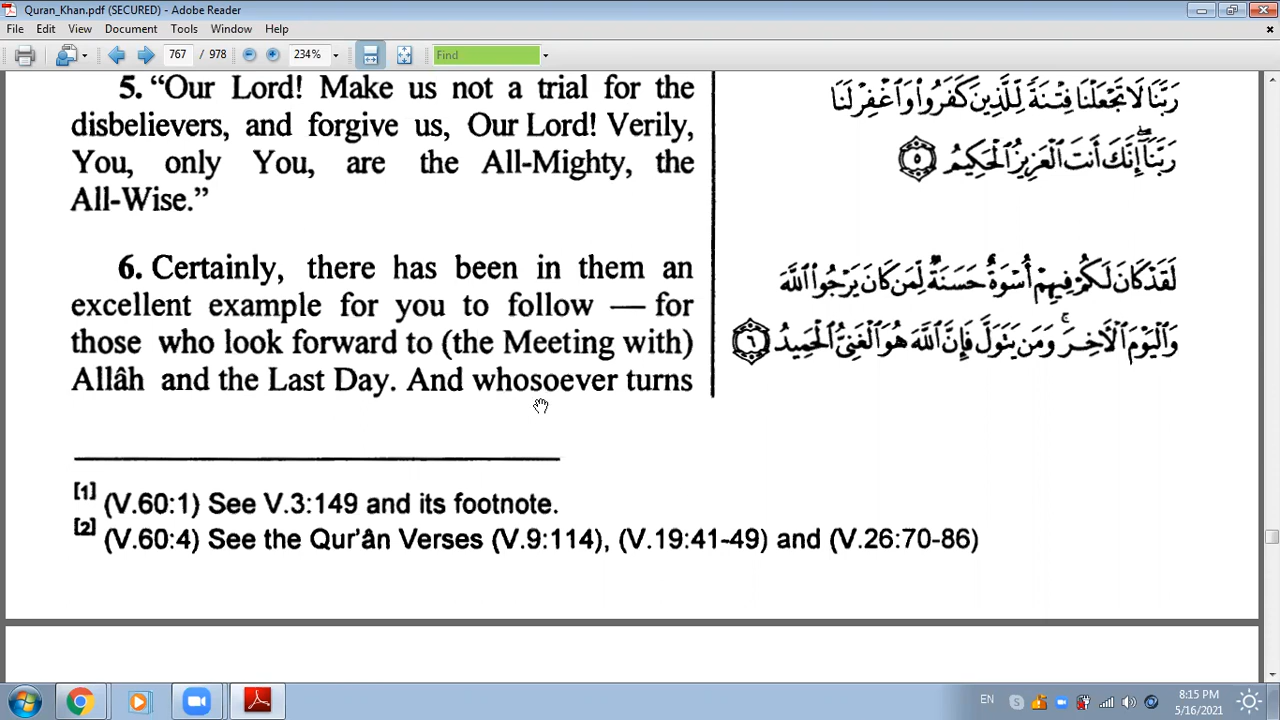 Quran_Khan.pdf (SECURED) - Adobe Reader
File Edit View Document Tools Window Help
767 / 978 234% Find
5. “Our Lord! Make us not a trial for the
disbelievers, and forgive us, Our Lord! Verily,
You, only You, are the All-Mighty, the
All-Wise.”
6. Certainly, there has been in them an
excellent example for you to follow — for
those who look forward to (the Meeting with)
Allâh and the Last Day. And whosoever turns
رَبَّنَا لَا تَجْعَلْنَا فِتْنَةً لِّلَّذِينَ كَفَرُوا۟ وَٱغْفِرْ لَنَا
رَبَّنَآ ۖ إِنَّكَ أَنتَ ٱلْعَزِيزُ ٱلْحَكِيمُ ٥
لَقَدْ كَانَ لَكُمْ فِيهِمْ أُسْوَةٌ حَسَنَةٌ لِّمَن كَانَ يَرْجُوا۟ ٱللَّهَ
وَٱلْيَوْمَ ٱلْـَٔاخِرَ ۚ وَمَن يَتَوَلَّ فَإِنَّ ٱللَّهَ هُوَ ٱلْغَنِىُّ ٱلْحَمِيدُ ٦
[1] (V.60:1) See V.3:149 and its footnote.
[2] (V.60:4) See the Qur’ân Verses (V.9:114), (V.19:41-49) and (V.26:70-86)
EN
8:15 PM
5/16/2021